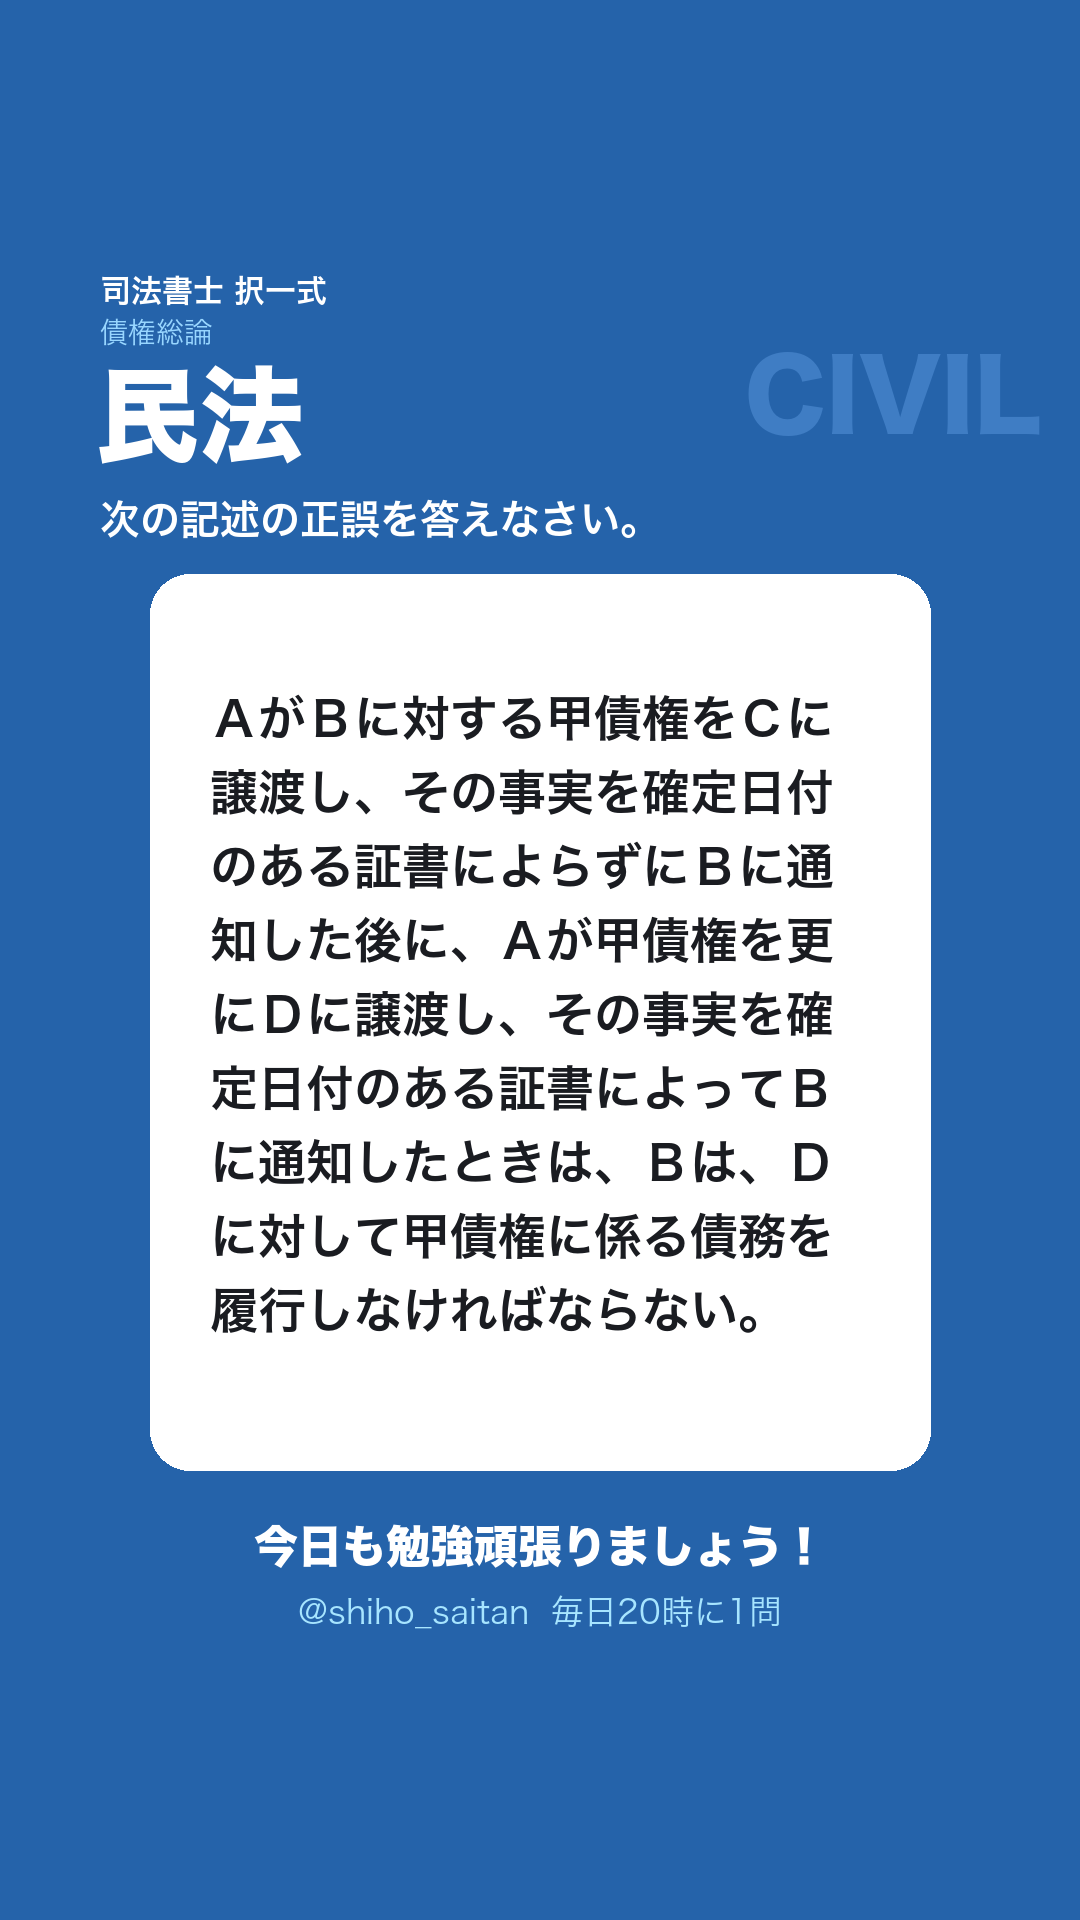 司法書士 択一式
債権総論
民法
CIVIL
次の記述の正誤を答えなさい。
ＡがＢに対する甲債権をＣに
譲渡し、その事実を確定日付
のある証書によらずにＢに通
知した後に、Ａが甲債権を更
にＤに譲渡し、その事実を確
定日付のある証書によってＢ
に通知したときは、Ｂは、Ｄ
に対して甲債権に係る債務を
履行しなければならない。
今日も勉強頑張りましょう！
@shiho_saitan 毎日20時に1問